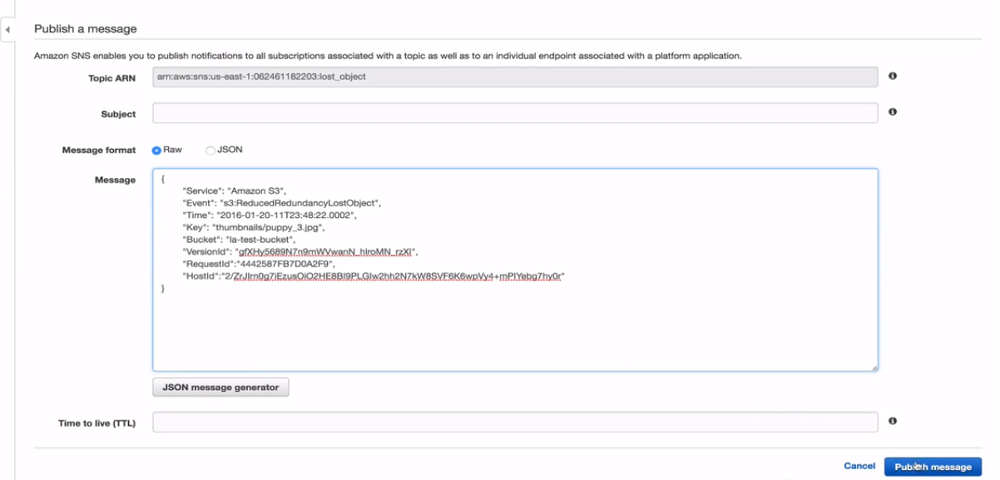 Publish a message
Amazon SNS enables you to publish notifications to all subscriptions associated with a topic as well as to an individual endpoint associated with a platform application.
Topic ARN arn:aws:sns:us-east-1:062461182203:lost_object
Subject
Message format Raw JSON
Message {
"Service": "Amazon S3",
"Event": "s3:ReducedRedundancyLostObject",
"Time": "2016-01-20-11T23:48:22.0002",
"Key": "thumbnails/puppy_3.jpg",
"Bucket": "la-test-bucket",
"VersionId": "gfXHy5689N7n9mWVwanN_hIroMN_rzXI",
"RequestId":"4442587FB7D0A2F9",
"HostId":"2/ZrJIrn0g7iEzusOiO2HE8BI9PLGIw2hh2N7kW8SVF6K6wpVy4+mPIYebg7hy0r"
}
JSON message generator
Time to live (TTL)
Cancel Publish message